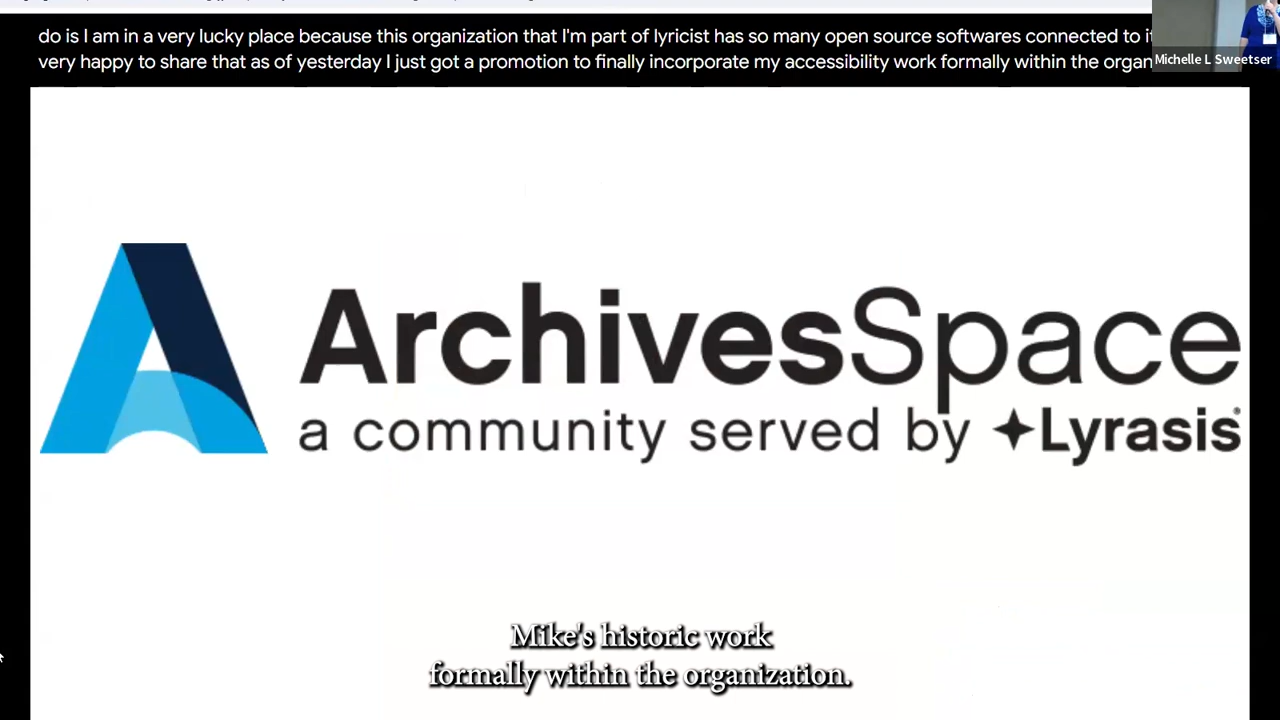 do is I am in a very lucky place because this organization that I'm part of lyricist has so many open source softwares connected to it
very happy to share that as of yesterday I just got a promotion to finally incorporate my accessibility work formally within the organ
Michelle L Sweetser
ArchivesSpace
a community served by Lyrasis
Mike's historic work
formally within the organization.